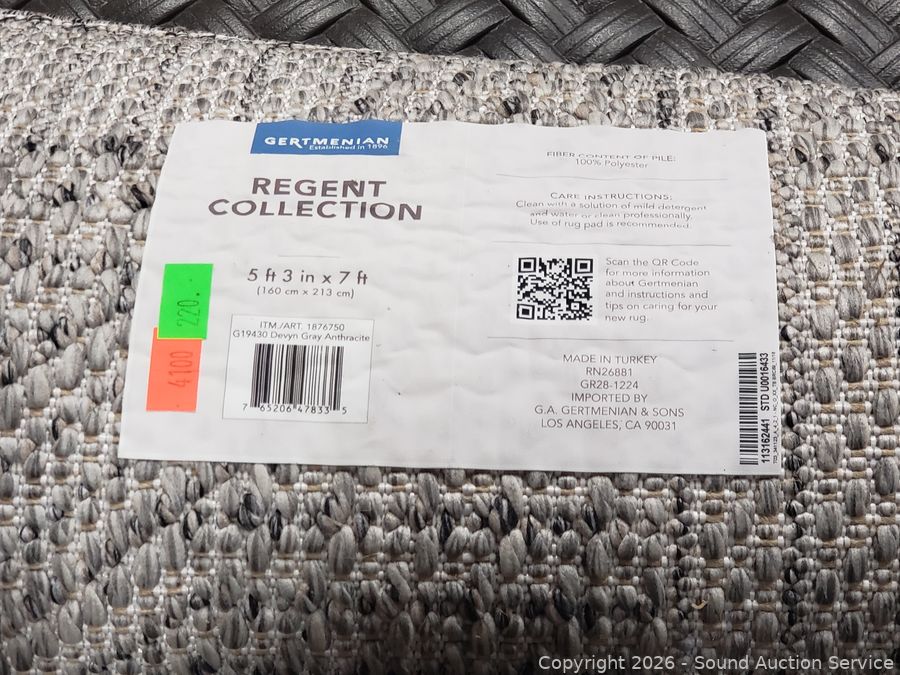 GERTMENIAN
Established in 1896
REGENT
COLLECTION
5 ft 3 in x 7 ft
(160 cm x 213 cm)
220.
4100
ITM./ART. 1876750
G19430 Devyn Gray Anthracite
7 65206 47833 5
FIBER CONTENT OF PILE:
100% Polyester
CARE INSTRUCTIONS:
Clean with a solution of mild detergent
and water or clean professionally.
Use of rug pad is recommended.
Scan the QR Code
for more information
about Gertmenian
and instructions and
tips on caring for your
new rug.
MADE IN TURKEY
RN26881
GR28-1224
IMPORTED BY
G.A. GERTMENIAN & SONS
LOS ANGELES, CA 90031
113162441 STD U0016433
Copyright 2026 - Sound Auction Service